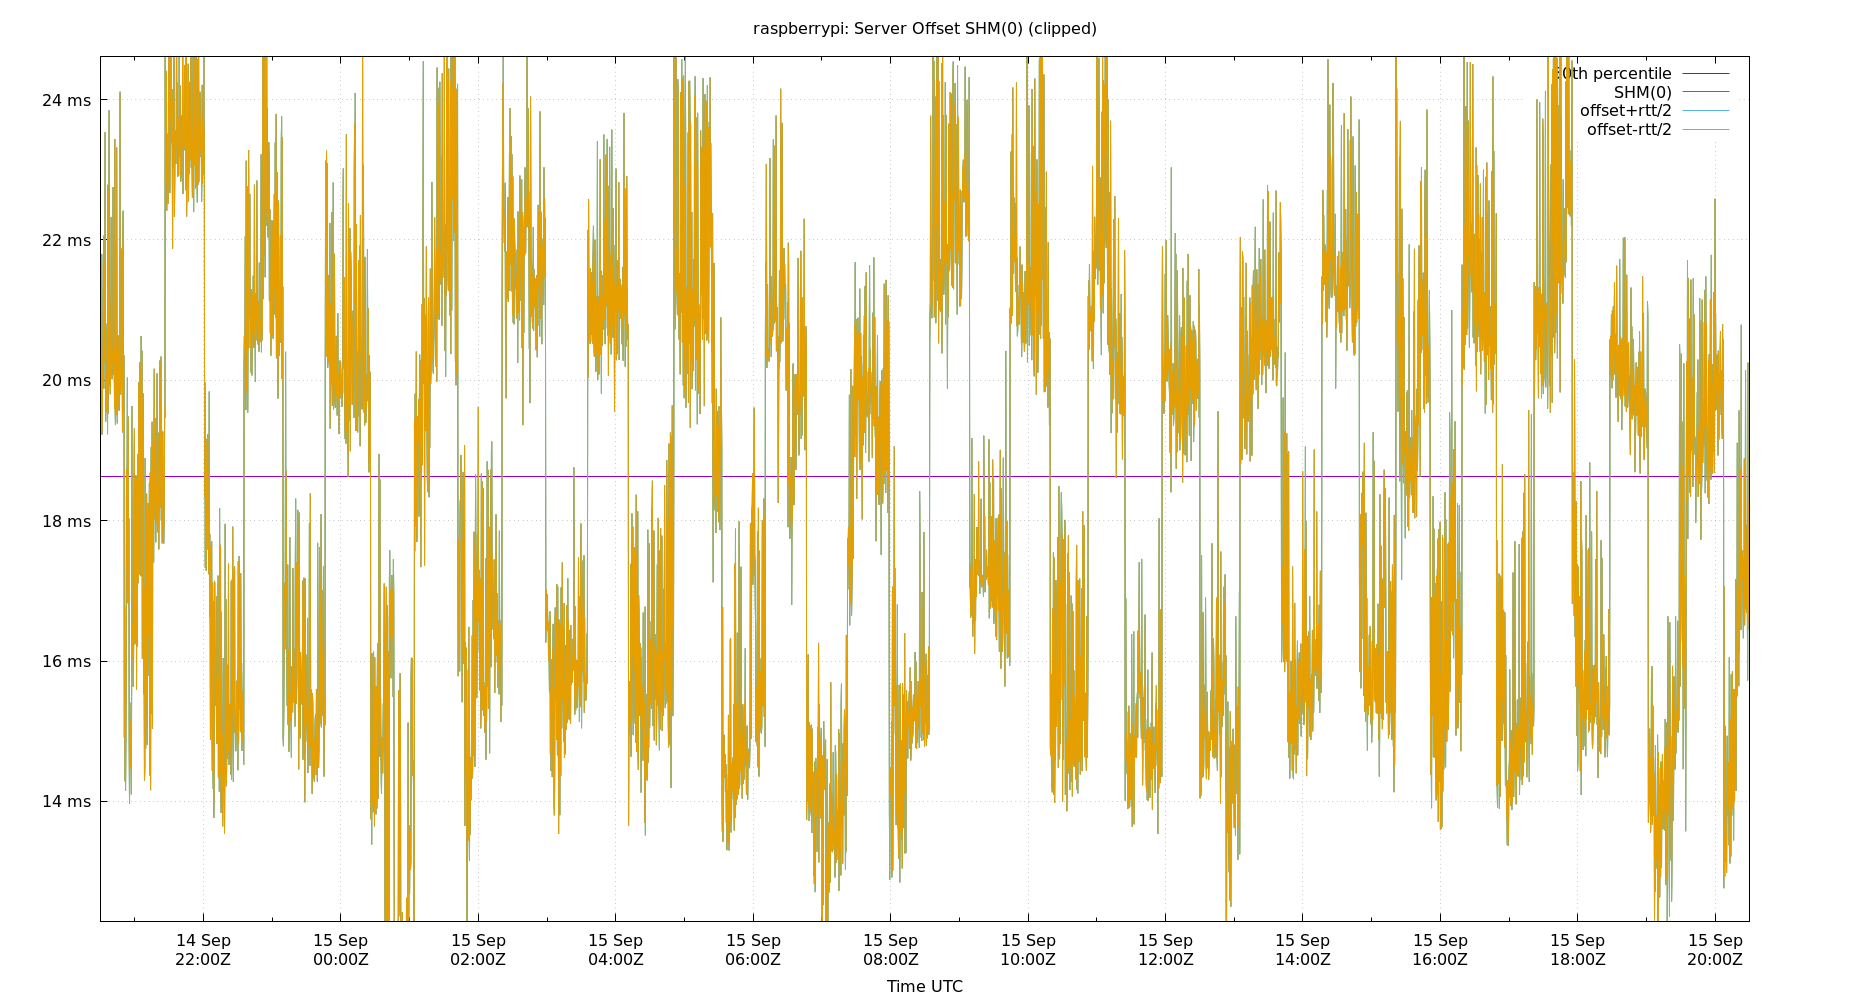 raspberrypi: Server Offset SHM(0) (clipped)
24 ms
22 ms
20 ms
18 ms
16 ms
14 ms
percentile
SHM(0)
offset+rtt/2
offset-rtt/2
14 Sep 15 Sep 15 Sep 15 Sep 15 Sep 15 Sep 15 Sep 15 Sep 15 Sep 15 Sep 15 Sep 15 Sep
22:00Z 00:00Z 02:00Z 04:00Z 06:00Z 08:00Z 10:00Z 12:00Z 14:00Z 16:00Z 18:00Z 20:00Z
Time UTC